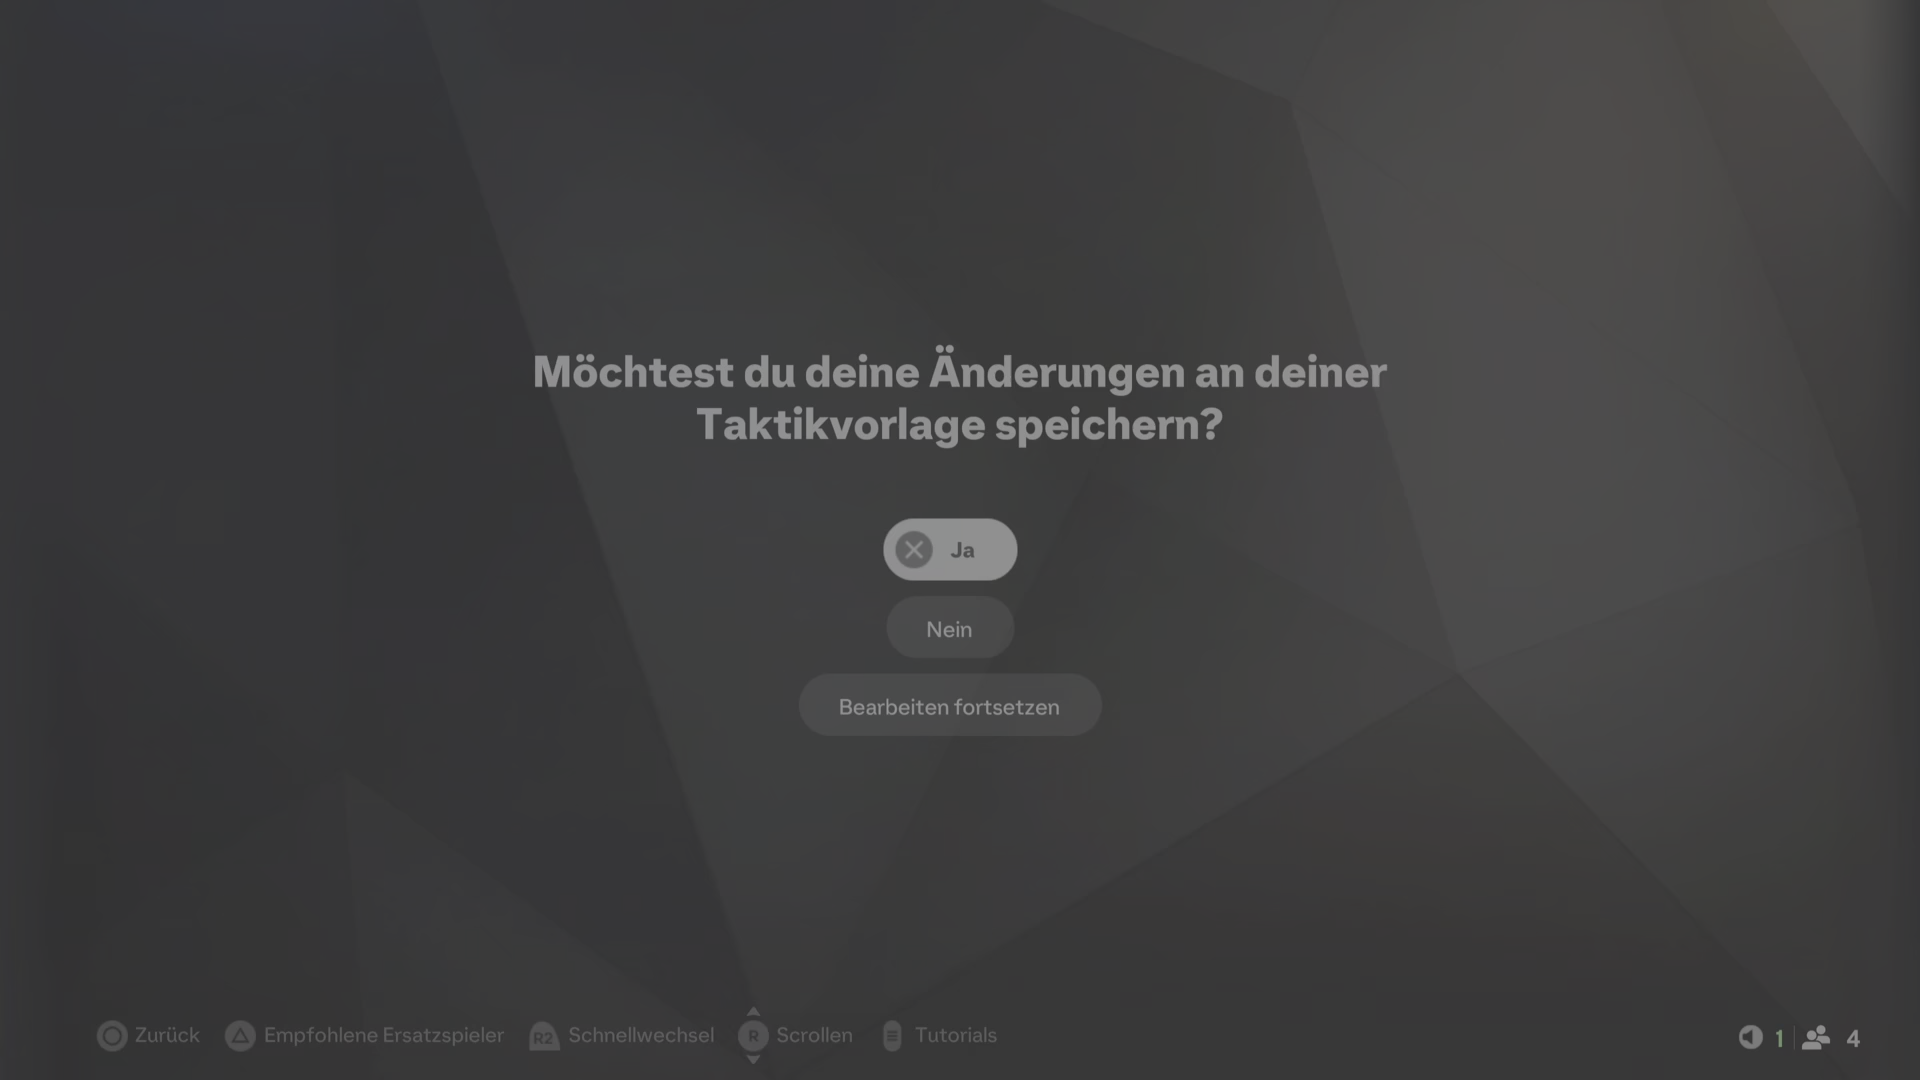 Möchtest du deine Änderungen an deiner
Taktikvorlage speichern?
Ja
Nein
Bearbeiten fortsetzen
Zurück Empfohlene Ersatzspieler R2 Schnellwechsel R Scrollen Tutorials 1 4